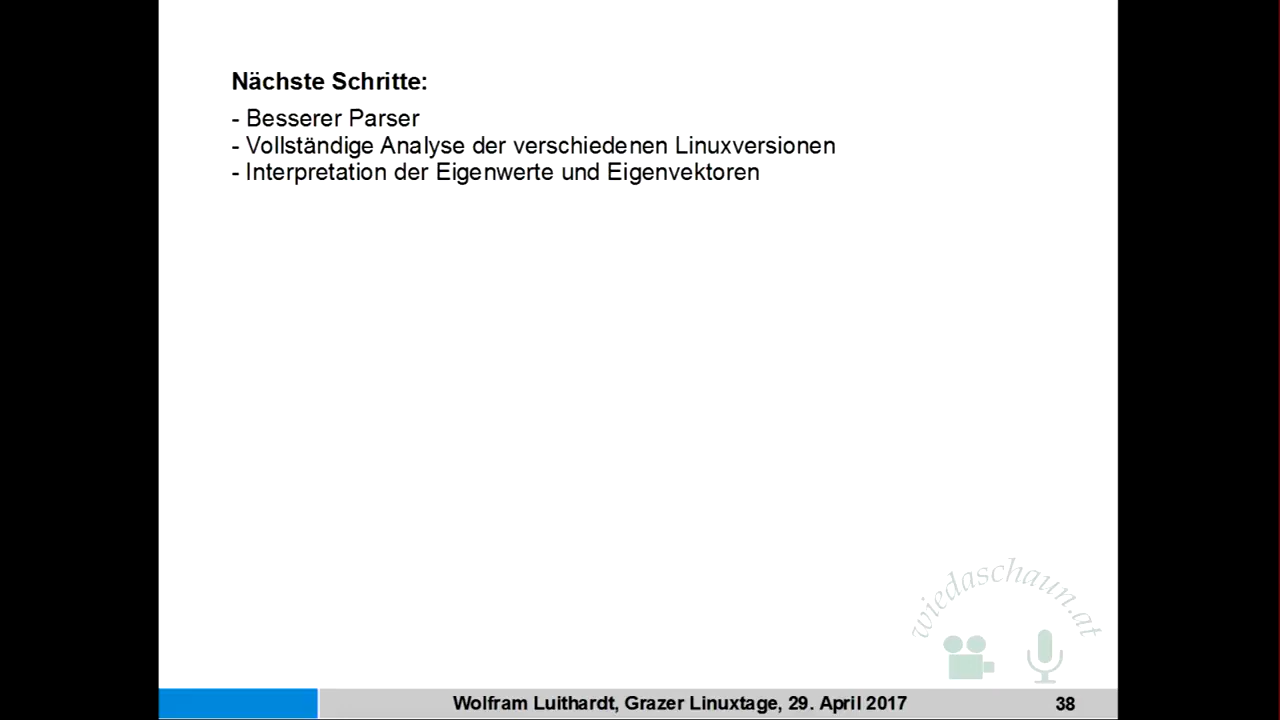 Nächste Schritte:
- Besserer Parser
- Vollständige Analyse der verschiedenen Linuxversionen
- Interpretation der Eigenwerte und Eigenvektoren
wiedaschaun.at
Wolfram Luithardt, Grazer Linuxtage, 29. April 2017
38